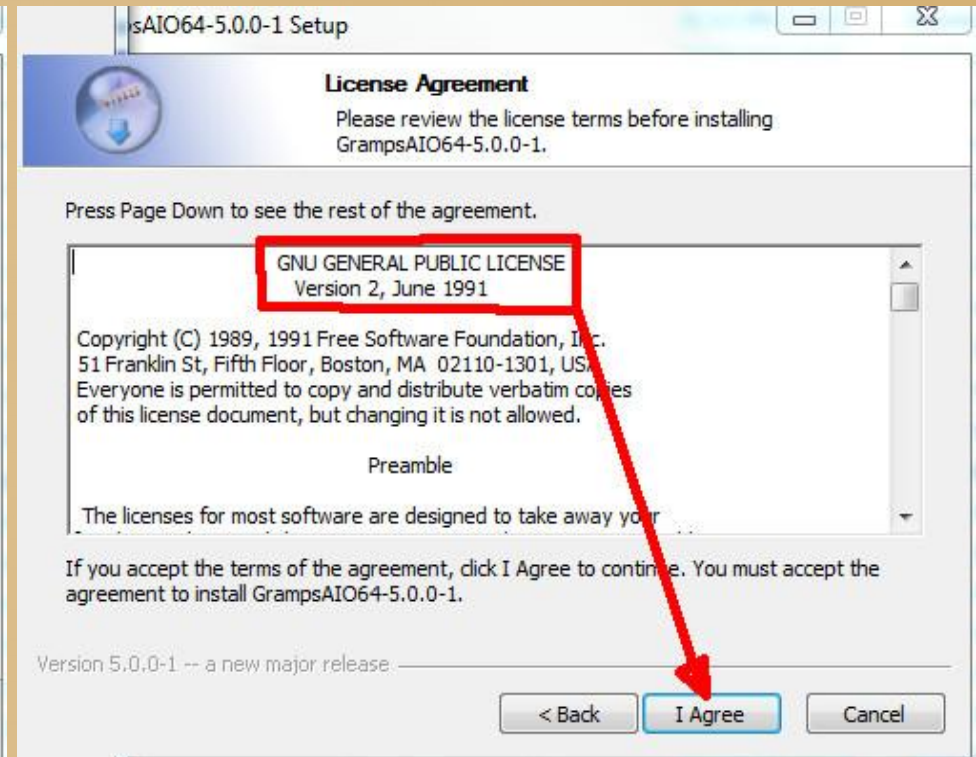 sAIO64-5.0.0-1 Setup
License Agreement
Please review the license terms before installing
GrampsAIO64-5.0.0-1.
Press Page Down to see the rest of the agreement.
GNU GENERAL PUBLIC LICENSE
Version 2, June 1991
Copyright (C) 1989, 1991 Free Software Foundation, Inc.
51 Franklin St, Fifth Floor, Boston, MA 02110-1301, USA
Everyone is permitted to copy and distribute verbatim copies
of this license document, but changing it is not allowed.
Preamble
The licenses for most software are designed to take away your
If you accept the terms of the agreement, click I Agree to continue. You must accept the
agreement to install GrampsAIO64-5.0.0-1.
Version 5.0.0-1 -- a new major release
< Back I Agree Cancel